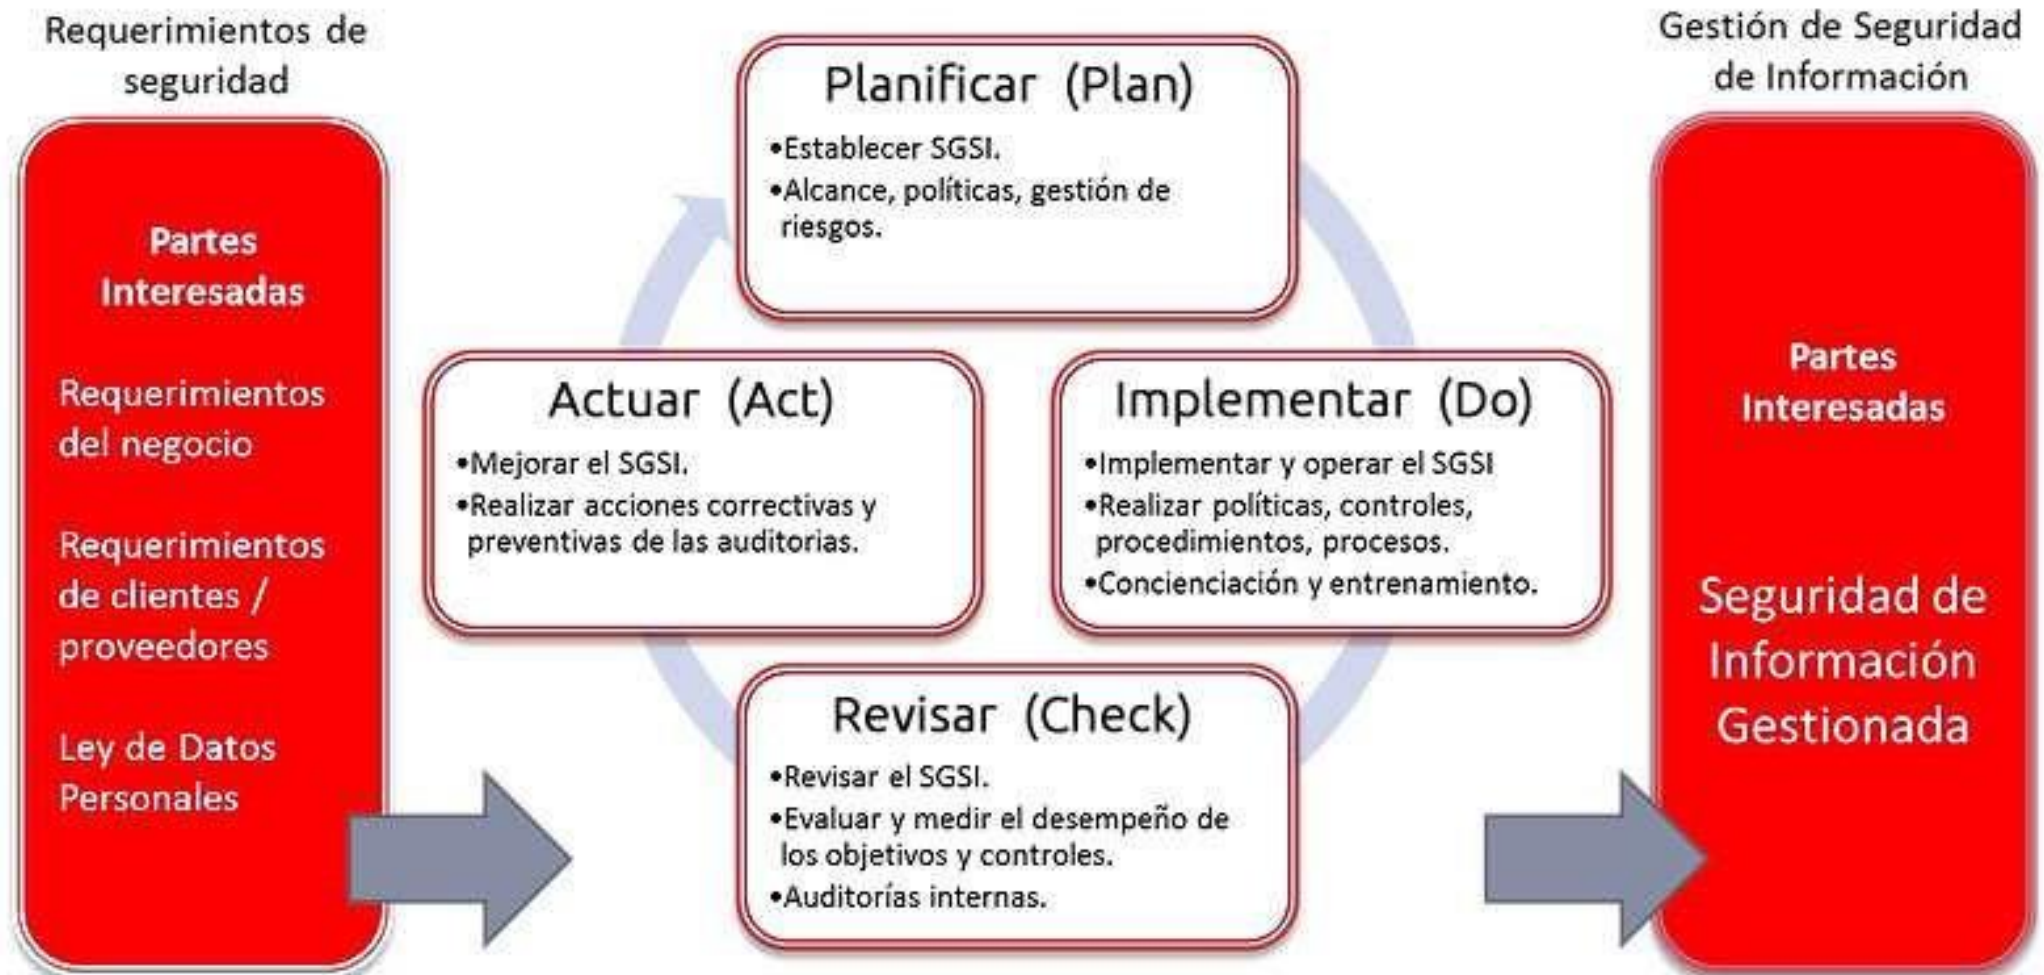 Requerimientos de
seguridad
Partes
Interesadas
Requerimientos
del negocio
Requerimientos
de clientes /
proveedores
Ley de Datos
Personales
Planificar (Plan)
•Establecer SGSI.
•Alcance, políticas, gestión de
riesgos.
Actuar (Act)
•Mejorar el SGSI.
•Realizar acciones correctivas y
preventivas de las auditorias.
Implementar (Do)
•Implementar y operar el SGSI
•Realizar políticas, controles,
procedimientos, procesos.
•Concienciación y entrenamiento.
Revisar (Check)
•Revisar el SGSI.
•Evaluar y medir el desempeño de
los objetivos y controles.
•Auditorías internas.
Gestión de Seguridad
de Información
Partes
Interesadas
Seguridad de
Información
Gestionada